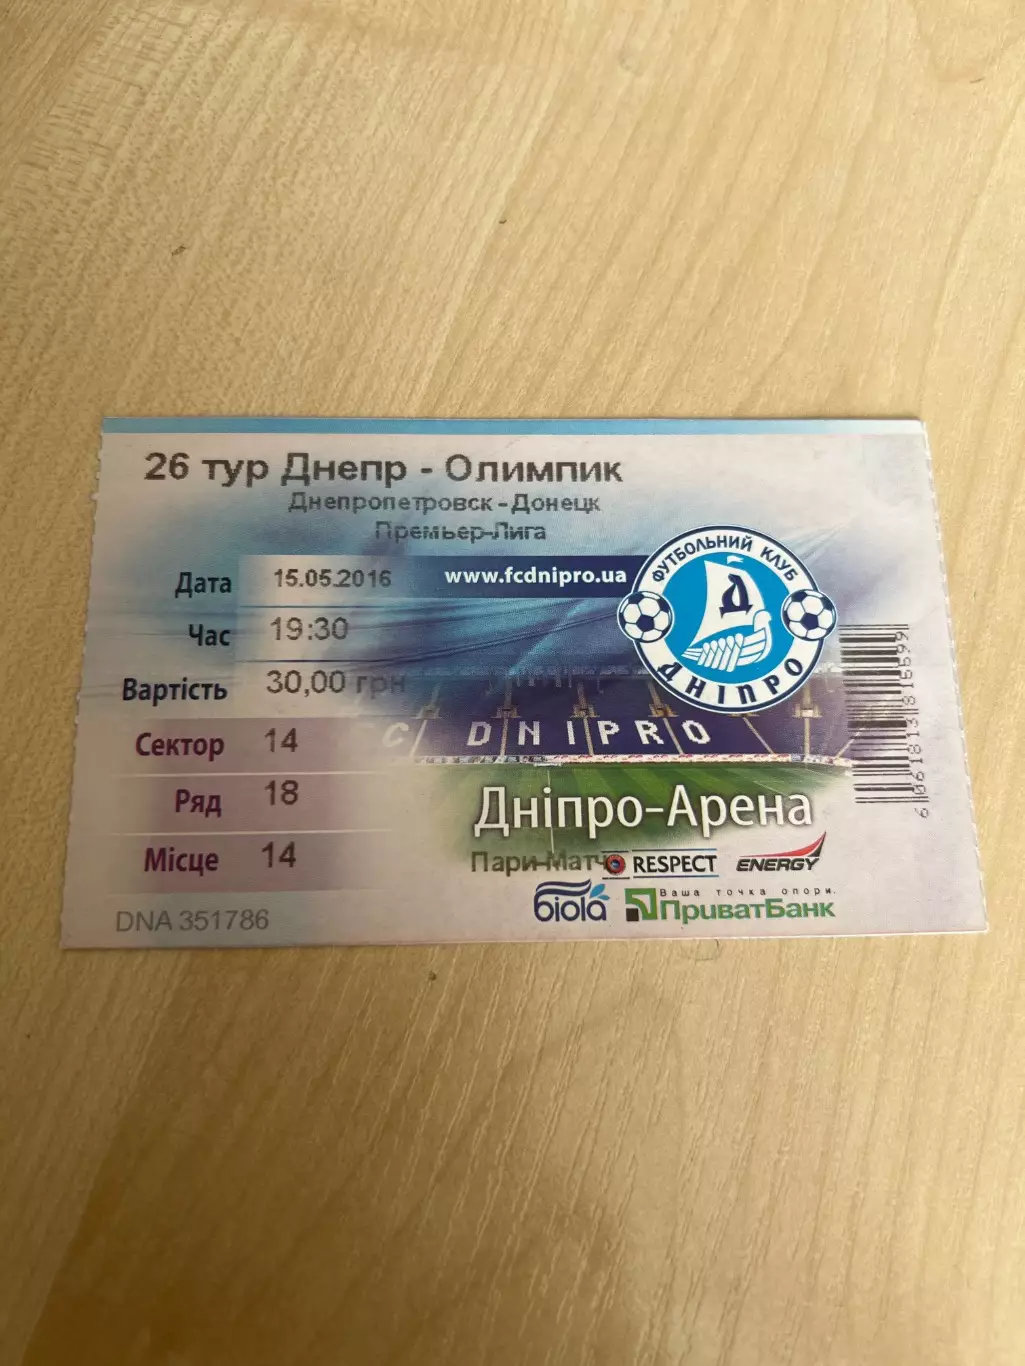 26 тур Днепр - Олимпик
Днепропетровск-Донецк
Премьер-Лига
Дата 15.05.2016 www.fcdnipro.ua
Час 19:30
Вартість 30,00 грн
Сектор 14
Ряд 18
Місце 14
DNA 351786
ФУТБОЛЬНИЙ КЛУБ
Д
ДНІПРО
C DNIPRO
Дніпро-Арена
Пари-Матч RESPECT ENERGY
biola Ваша точка опори.
ПриватБанк
6061813815599